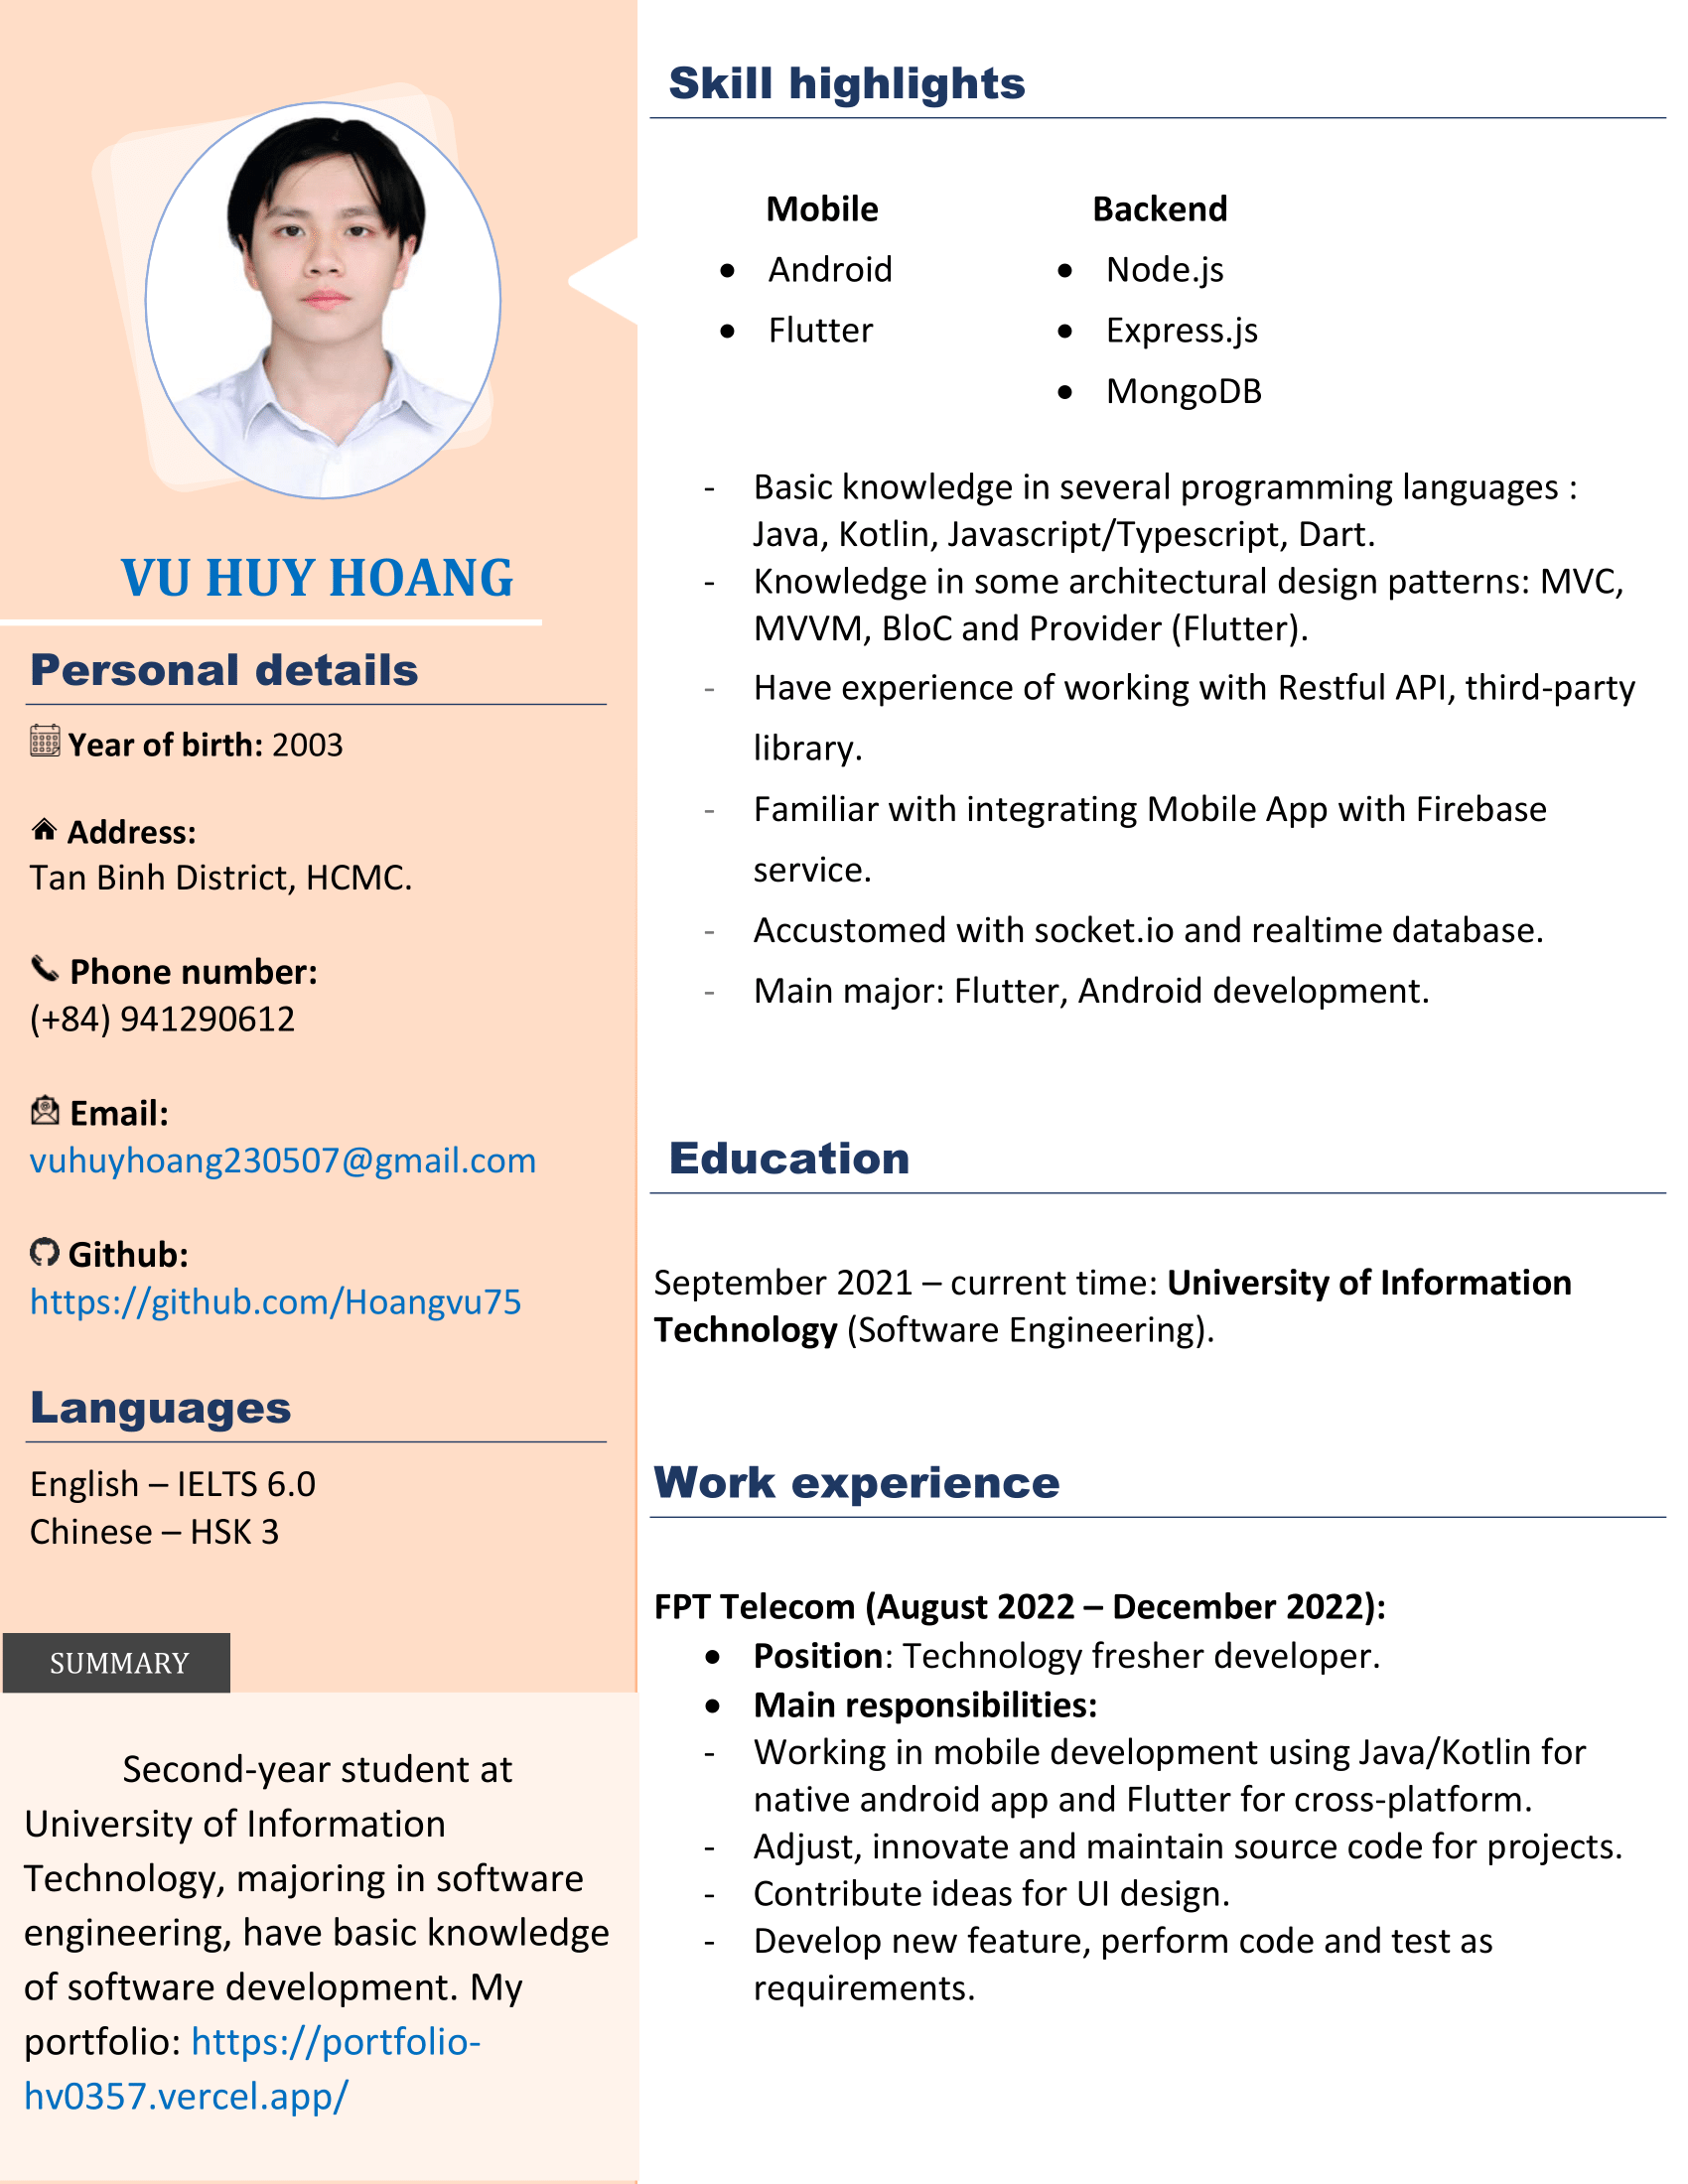 VU HUY HOANG
Personal details
Year of birth: 2003
Address:
Tan Binh District, HCMC.
Phone number:
(+84) 941290612
Email:
vuhuyhoang230507@gmail.com
Github:
https://github.com/Hoangvu75
Languages
English – IELTS 6.0
Chinese – HSK 3
SUMMARY
Second-year student at
University of Information
Technology, majoring in software
engineering, have basic knowledge
of software development. My
portfolio: https://portfolio-
hv0357.vercel.app/
Skill highlights
Mobile
• Android
• Flutter
Backend
• Node.js
• Express.js
• MongoDB
- Basic knowledge in several programming languages :
Java, Kotlin, Javascript/Typescript, Dart.
- Knowledge in some architectural design patterns: MVC,
MVVM, BloC and Provider (Flutter).
- Have experience of working with Restful API, third-party
library.
- Familiar with integrating Mobile App with Firebase
service.
- Accustomed with socket.io and realtime database.
- Main major: Flutter, Android development.
Education
September 2021 – current time: University of Information
Technology (Software Engineering).
Work experience
FPT Telecom (August 2022 – December 2022):
• Position: Technology fresher developer.
• Main responsibilities:
- Working in mobile development using Java/Kotlin for
native android app and Flutter for cross-platform.
- Adjust, innovate and maintain source code for projects.
- Contribute ideas for UI design.
- Develop new feature, perform code and test as
requirements.